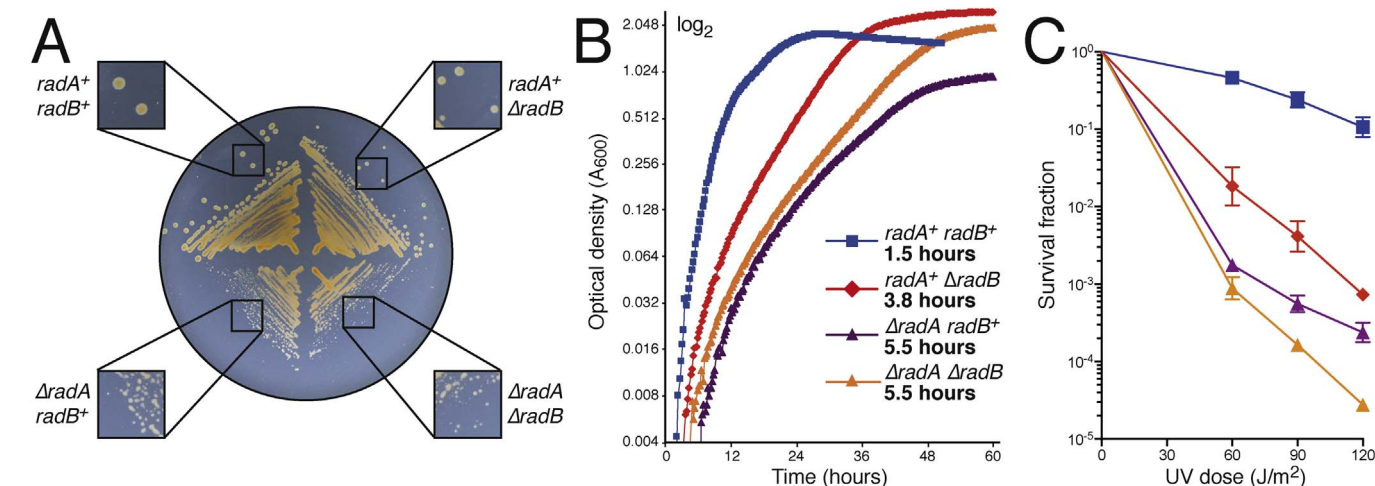 A
radA⁺
radB⁺
radA⁺
ΔradB
ΔradA
radB⁺
ΔradA
ΔradB
B
log₂
Optical density (A600)
2.048
1.024
0.512
0.256
0.128
0.064
0.032
0.016
0.008
0.004
0
12
24
36
48
60
Time (hours)
radA⁺ radB⁺
1.5 hours
radA⁺ ΔradB
3.8 hours
ΔradA radB⁺
5.5 hours
ΔradA ΔradB
5.5 hours
C
Survival fraction
10⁰
10⁻¹
10⁻²
10⁻³
10⁻⁴
10⁻⁵
0
30
60
90
120
UV dose (J/m²)